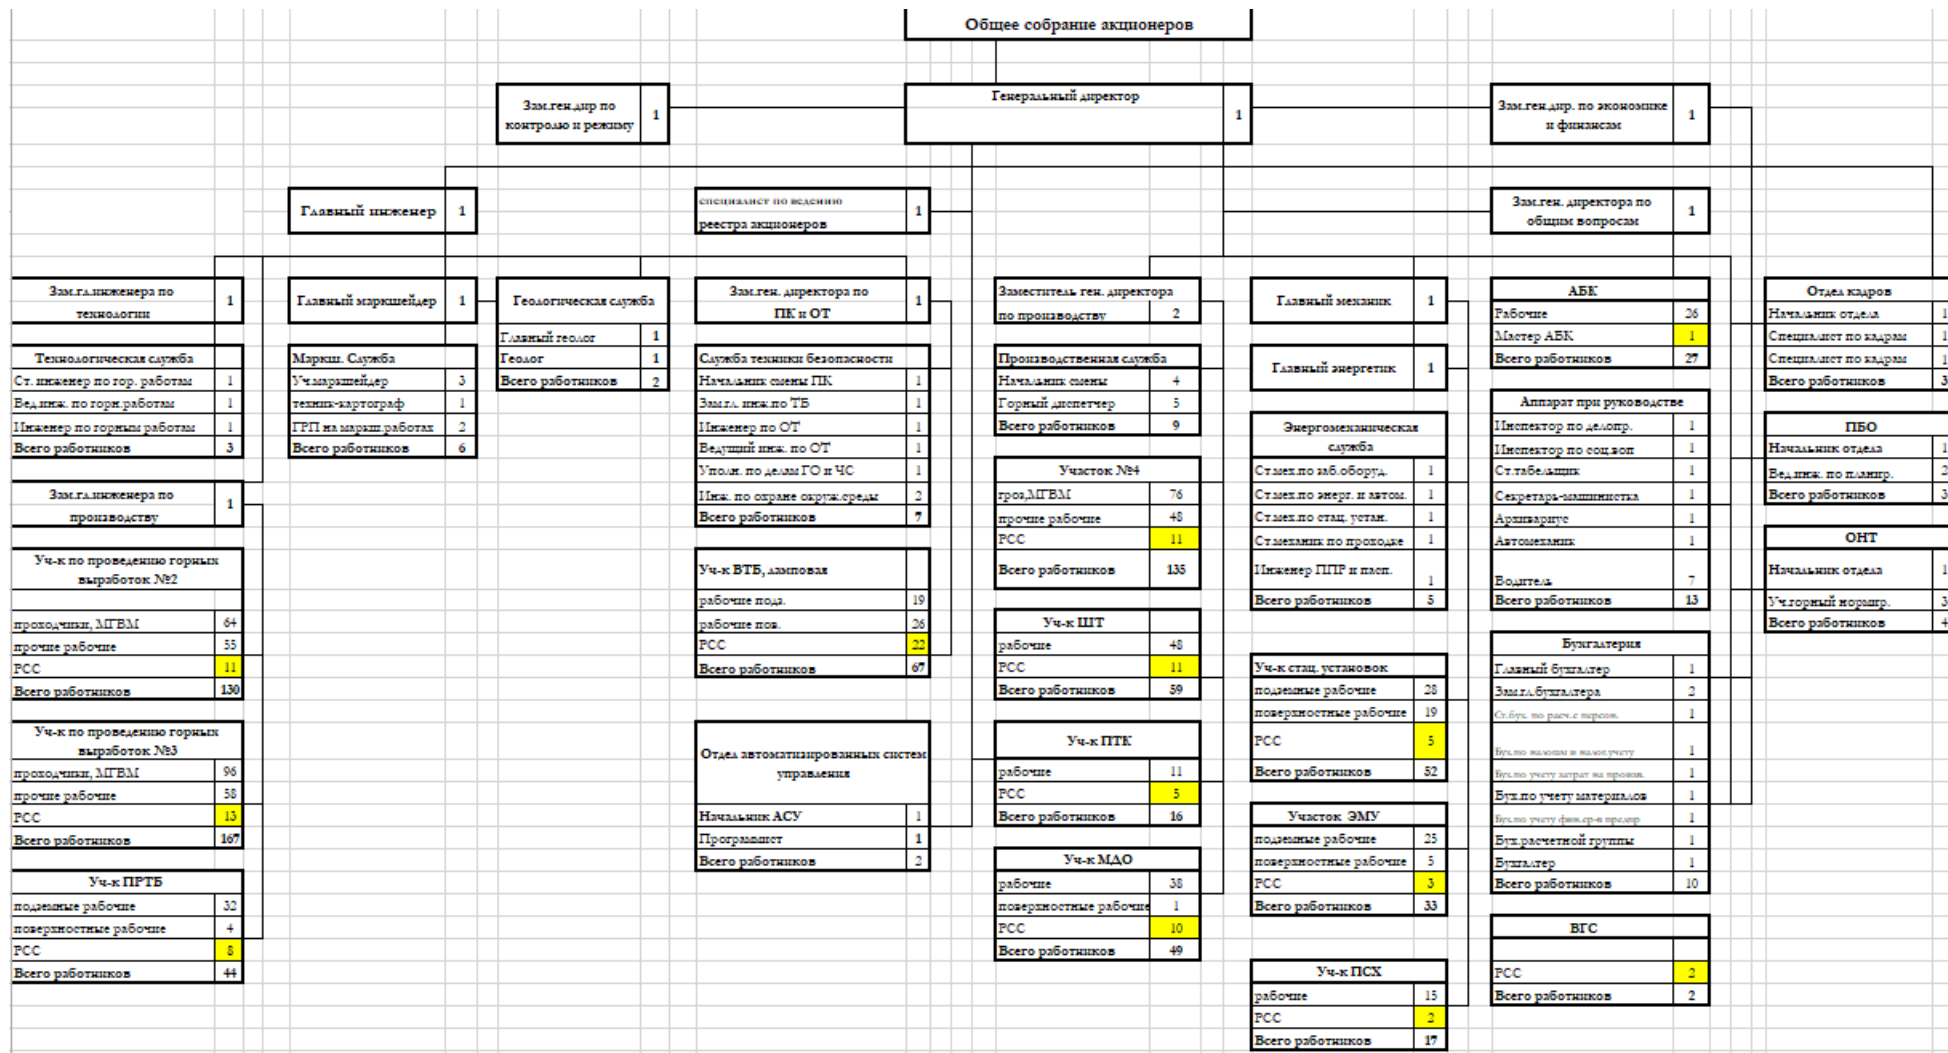 Общее собрание акционеров
Зам.ген.дир по
контролю и режиму
1
Генеральный директор
1
Зам.ген.дир. по экономике
и финансам
1
Главный инженер 1
специалист по ведению
реестра акционеров
1
Зам.ген. директора по
общим вопросам
1
Зам.гл.инженера по
технологии
1
Технологическая служба
Ст. инженер по гор. работам 1
Вед.инж. по горн.работам 1
Инженер по горным работам 1
Всего работников 3
Зам.гл.инженера по
производству
1
Уч-к по проведению горных
выработок №2
проходчики, МГВМ 64
прочие рабочие 55
РСС 11
Всего работников 130
Уч-к по проведению горных
выработок №3
проходчики, МГВМ 96
прочие рабочие 58
РСС 13
Всего работников 167
Уч-к ПРТБ
подземные рабочие 32
поверхностные рабочие 4
РСС 8
Всего работников 44
Главный маркшейдер 1
Маркш. Служба
Уч.маркшейдер 3
техник-картограф 1
ГРП на маркш.работах 2
Всего работников 6
Геологическая служба
Главный геолог 1
Геолог 1
Всего работников 2
Зам.ген. директора по
ПК и ОТ
1
Служба техники безопасности
Начальник смены ПК 1
Зам.гл. инж.по ТБ 1
Инженер по ОТ 1
Ведущий инж. по ОТ 1
Уполн. по делам ГО и ЧС 1
Инж. по охране окруж.среды 2
Всего работников 7
Уч-к ВТБ, ламповая
рабочие подз. 19
рабочие пов. 26
РСС 22
Всего работников 67
Отдел автоматизированных систем
управления
Начальник АСУ 1
Программист 1
Всего работников 2
Заместитель ген. директора
по производству 2
Производственная служба
Начальник смены 4
Горный диспетчер 5
Всего работников 9
Участок №4
гроз,МГВМ 76
прочие рабочие 48
РСС 11
Всего работников 135
Уч-к ШТ
рабочие 48
РСС 11
Всего работников 59
Уч-к ПТК
рабочие 11
РСС 5
Всего работников 16
Уч-к МДО
рабочие 38
поверхностные рабочие 1
РСС 10
Всего работников 49
Главный механик 1
Главный энергетик 1
Энергомеханическая
служба
Ст.мех.по заб.оборуд. 1
Ст.мех.по энерг. и автом. 1
Ст.мех.по стац. устан. 1
Ст.механик по проходке 1
Инженер ППР и пасп. 1
Всего работников 5
Уч-к стац. установок
подземные рабочие 28
поверхностные рабочие 19
РСС 5
Всего работников 52
Участок ЭМУ
подземные рабочие 25
поверхностные рабочие 5
РСС 3
Всего работников 33
Уч-к ПСХ
рабочие 15
РСС 2
Всего работников 17
АБК
Рабочие 26
Мастер АБК 1
Всего работников 27
Аппарат при руководстве
Инспектор по делопр. 1
Инспектор по соц.воп 1
Ст.табельщик 1
Секретарь-машинистка 1
Архивариус 1
Автомеханик 1
Водитель 7
Всего работников 13
Бухгалтерия
Главный бухгалтер 1
Зам.гл.бухгалтера 2
Ст.бух. по расч.с персон. 1
Бух.по налогам и налог.учету 1
Бух.по учету затрат на произв. 1
Бух.по учету материалов 1
Бух.по учету фин.ср-в предпр 1
Бух.расчетной группы 1
Бухгалтер 1
Всего работников 10
ВГС
РСС 2
Всего работников 2
Отдел кадров
Начальник отдела 1
Специалист по кадрам 1
Специалист по кадрам 1
Всего работников 3
ПБО
Начальник отдела 1
Вед.инж. по планир. 2
Всего работников 3
ОНТ
Начальник отдела 1
Уч.горный нормир. 3
Всего работников 4